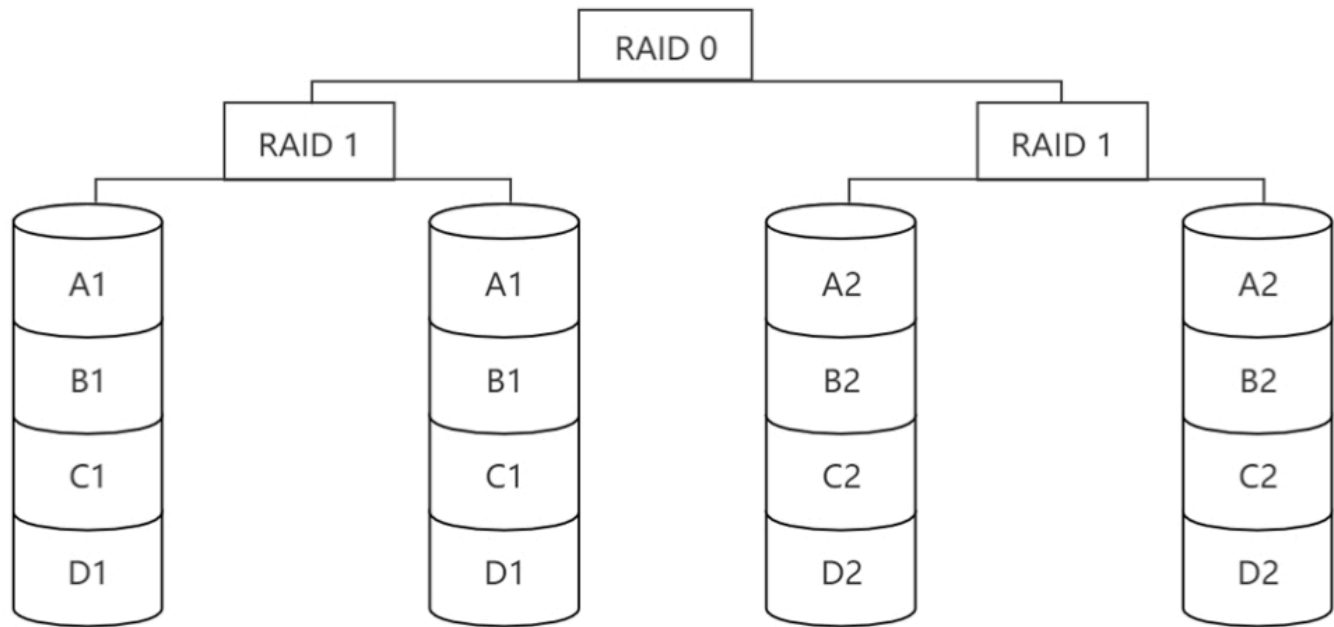 RAID 0
RAID 1 RAID 1
A1 A1 A2 A2
B1 B1 B2 B2
C1 C1 C2 C2
D1 D1 D2 D2